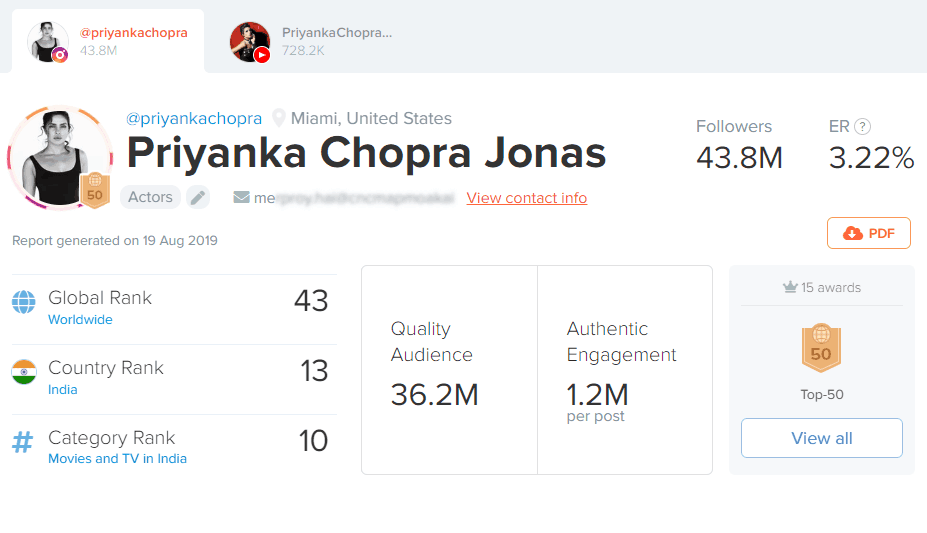 @priyankachopra
43.8M
PriyankaChopra...
728.2K
@priyankachopra Miami, United States
Priyanka Chopra Jonas
50
Actors
me
View contact info
Followers
43.8M
ER ?
3.22%
Report generated on 19 Aug 2019
PDF
Global Rank
Worldwide
43
Country Rank
India
13
# Category Rank
Movies and TV in India
10
Quality
Audience
36.2M
Authentic
Engagement
1.2M
per post
15 awards
50
Top-50
View all